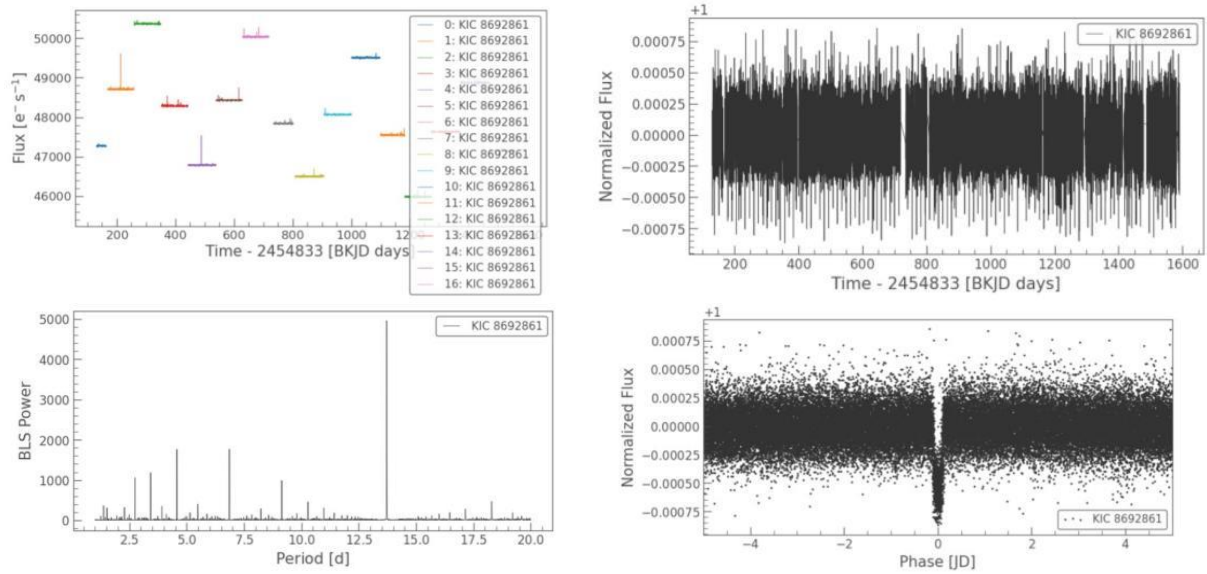 50000
49000
48000
47000
46000
Flux [e⁻ s⁻¹]
200
400
600
800
1000
Time - 2454833 [BKJD days]
0: KIC 8692861
1: KIC 8692861
2: KIC 8692861
3: KIC 8692861
4: KIC 8692861
5: KIC 8692861
6: KIC 8692861
7: KIC 8692861
8: KIC 8692861
9: KIC 8692861
10: KIC 8692861
11: KIC 8692861
12: KIC 8692861
13: KIC 8692861
14: KIC 8692861
15: KIC 8692861
16: KIC 8692861
+1
0.00075
0.00050
0.00025
0.00000
−0.00025
−0.00050
−0.00075
Normalized Flux
KIC 8692861
200
400
600
800
1000
1200
1400
1600
Time - 2454833 [BKJD days]
5000
4000
3000
2000
1000
0
BLS Power
KIC 8692861
2.5
5.0
7.5
10.0
12.5
15.0
17.5
20.0
Period [d]
+1
0.00075
0.00050
0.00025
0.00000
−0.00025
−0.00050
−0.00075
Normalized Flux
KIC 8692861
−4
−2
0
2
4
Phase [JD]